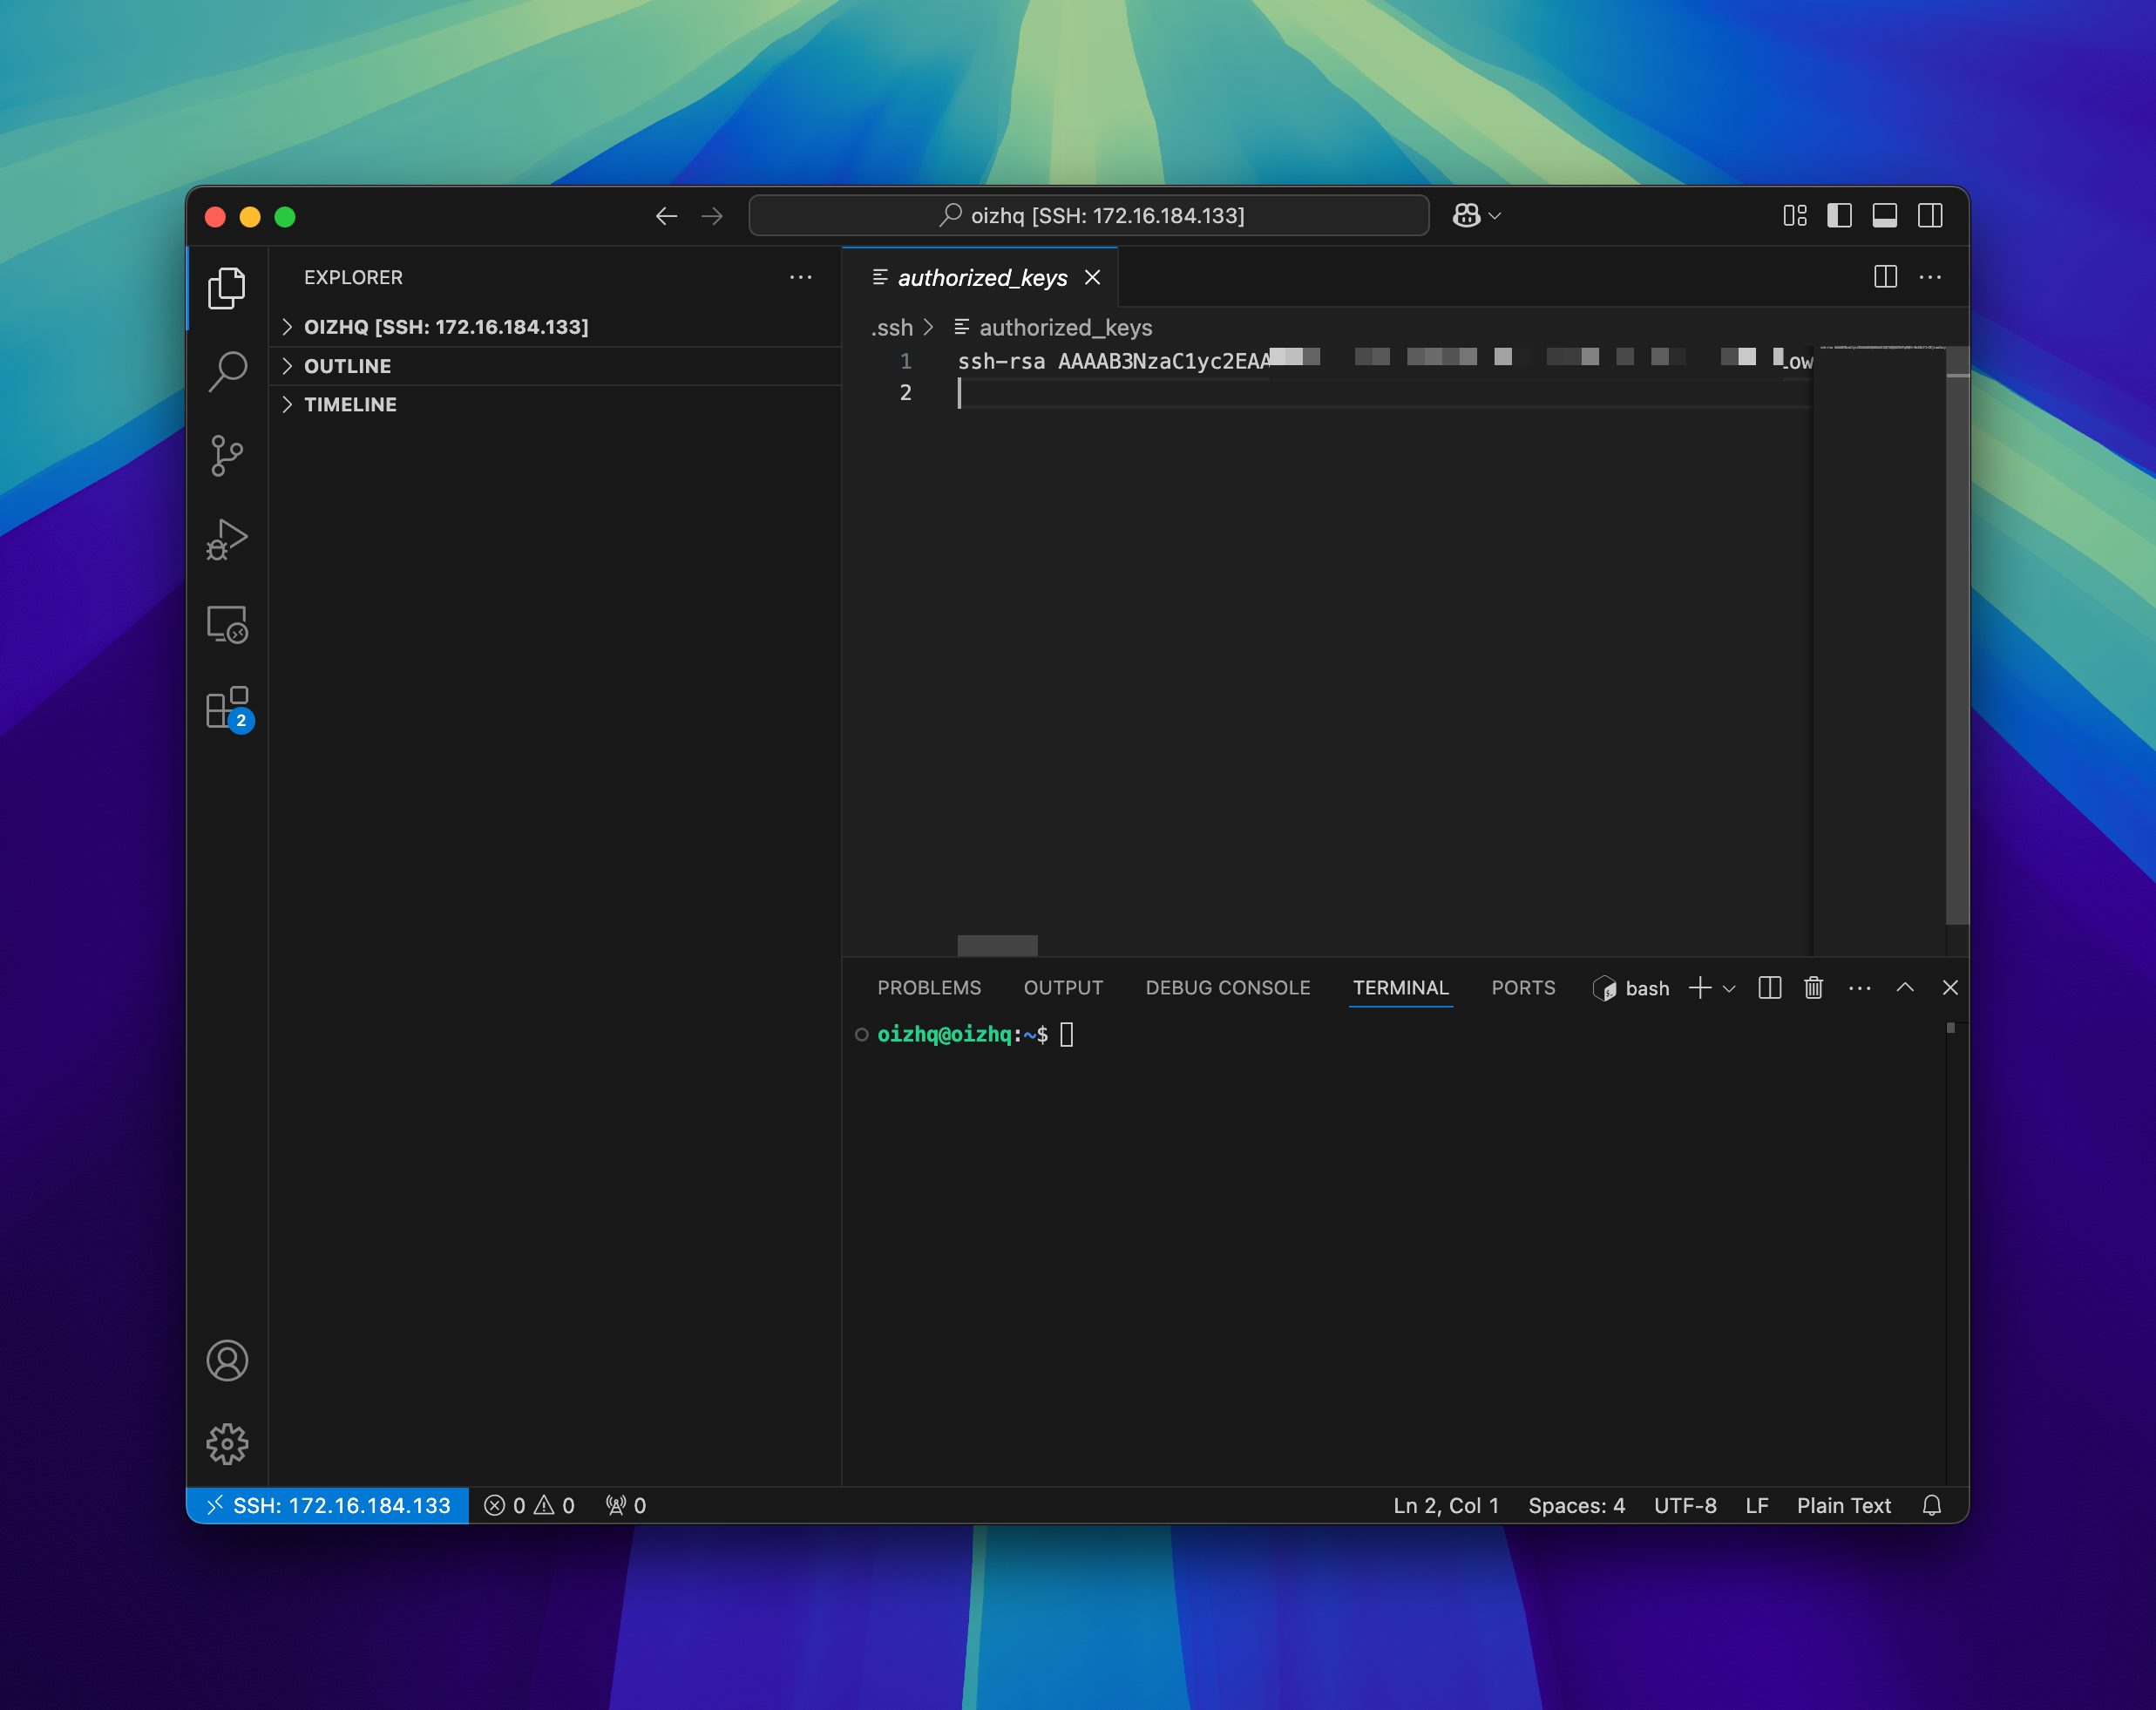 oizhq [SSH: 172.16.184.133]
EXPLORER
OIZHQ [SSH: 172.16.184.133]
OUTLINE
TIMELINE
2
authorized_keys
.ssh > authorized_keys
1 ssh-rsa AAAAB3NzaC1yc2EAA
2
PROBLEMS OUTPUT DEBUG CONSOLE TERMINAL PORTS bash
oizhq@oizhq:~$
SSH: 172.16.184.133 0 0 0 Ln 2, Col 1 Spaces: 4 UTF-8 LF Plain Text